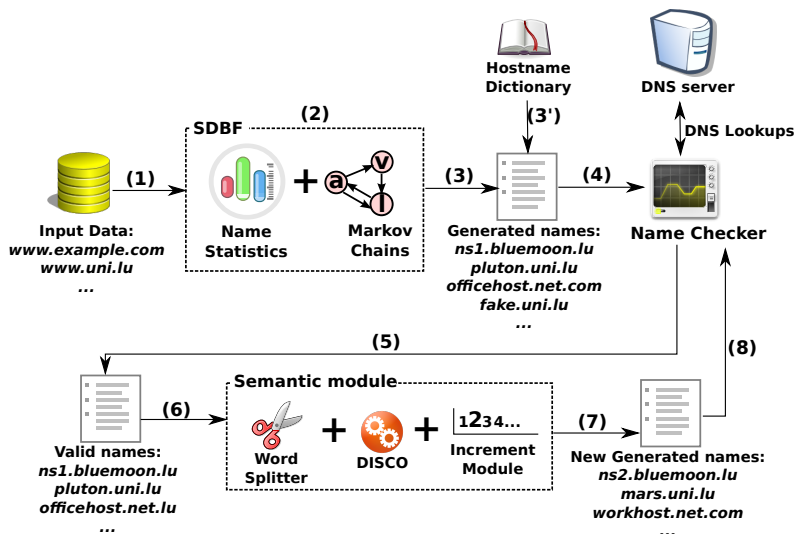 Hostname
Dictionary
DNS server
(2)
(3')
SDBF
DNS Lookups
(1)
(3)
(4)
a
v
l
Input Data:
www.example.com
www.uni.lu
...
Name
Statistics
Markov
Chains
Generated names:
ns1.bluemoon.lu
pluton.uni.lu
officehost.net.com
fake.uni.lu
...
Name Checker
(5)
(8)
Semantic module
(6)
1234...
(7)
Word
Splitter
DISCO
Increment
Module
Valid names:
ns1.bluemoon.lu
pluton.uni.lu
officehost.net.lu
...
New Generated names:
ns2.bluemoon.lu
mars.uni.lu
workhost.net.com
...